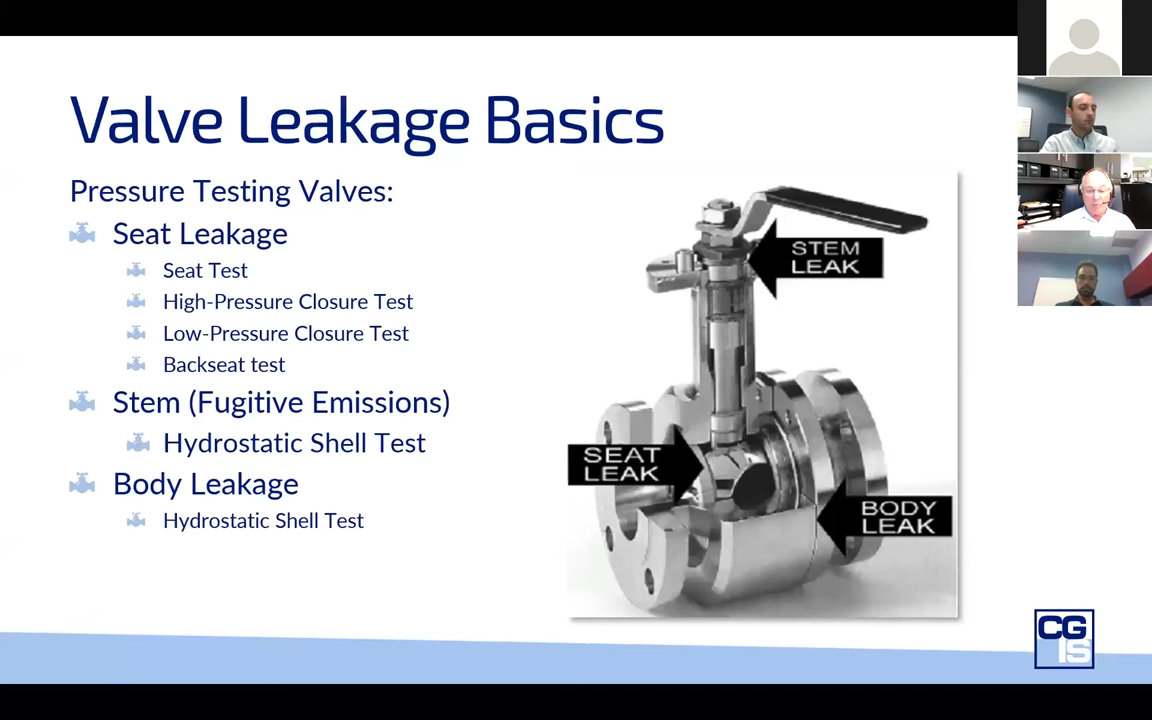 Valve Leakage Basics
Pressure Testing Valves:
Seat Leakage
Seat Test
High-Pressure Closure Test
Low-Pressure Closure Test
Backseat test
Stem (Fugitive Emissions)
Hydrostatic Shell Test
Body Leakage
Hydrostatic Shell Test
STEM
LEAK
SEAT
LEAK
BODY
LEAK
CG
IS